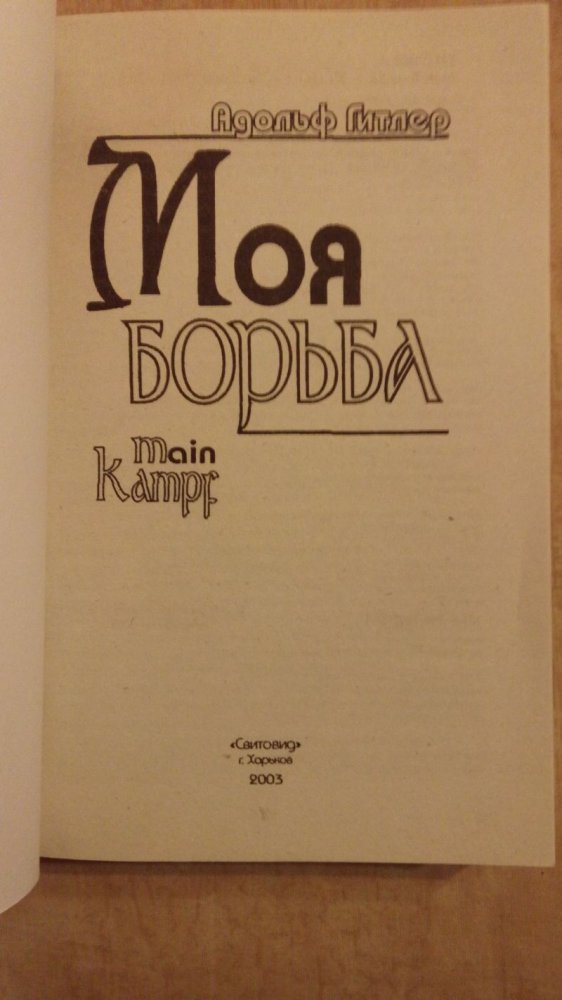 Адольф Гитлер
Моя
борьба
main
Kampf
«Свитовид»
г. Харьков
2003